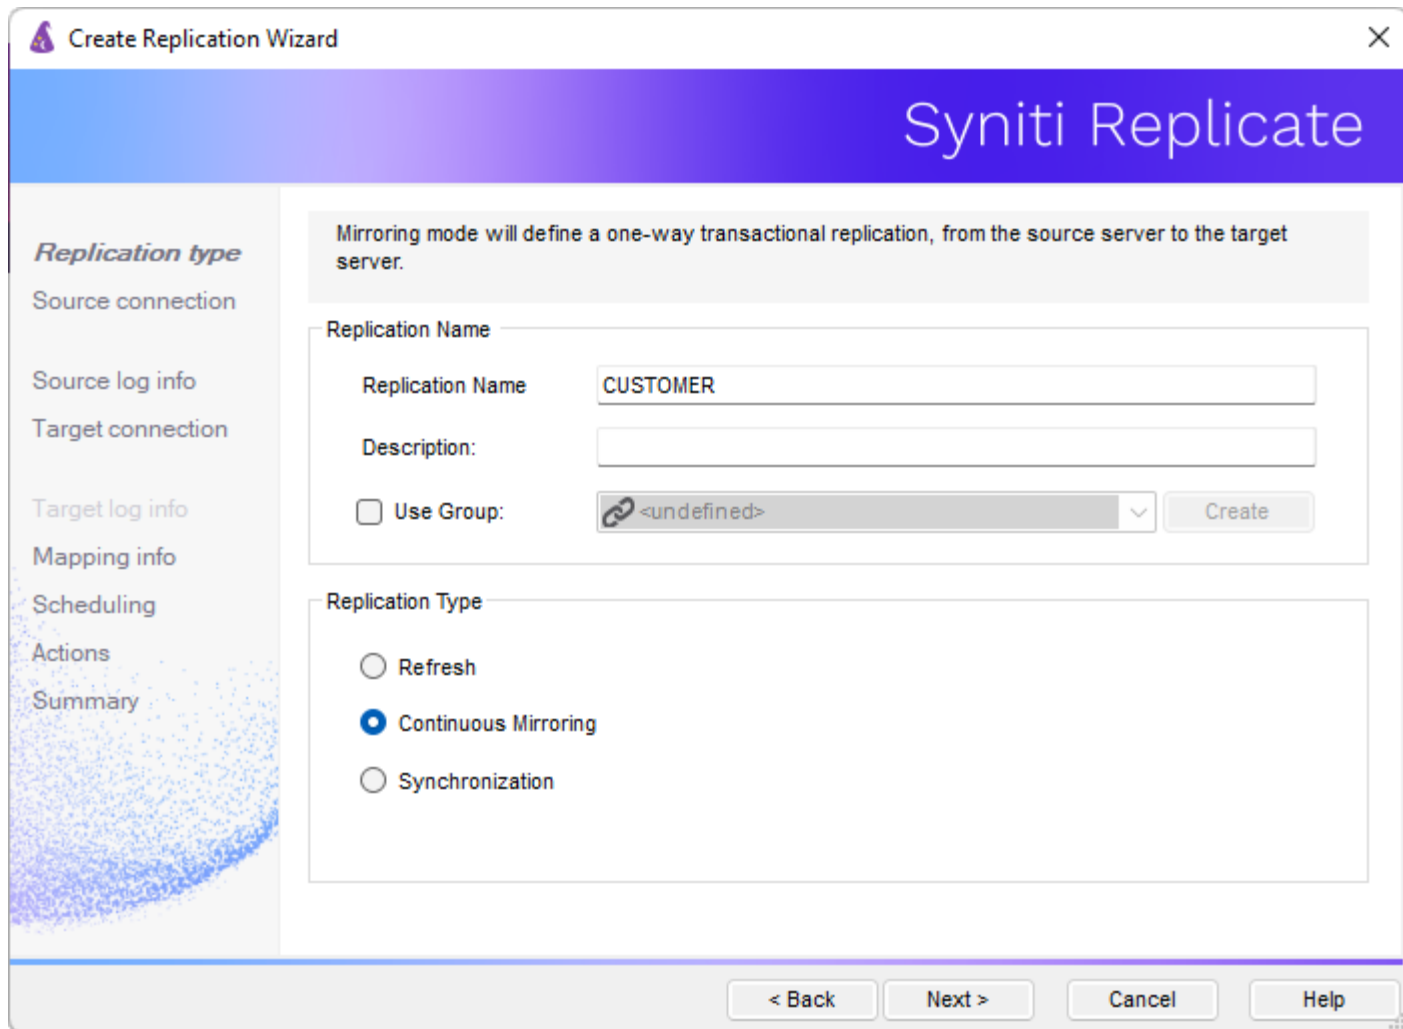 Create Replication Wizard
Syniti Replicate
Replication type
Source connection
Source log info
Target connection
Target log info
Mapping info
Scheduling
Actions
Summary
Mirroring mode will define a one-way transactional replication, from the source server to the target
server.
Replication Name
Replication Name CUSTOMER
Description:
Use Group: <undefined> Create
Replication Type
Refresh
Continuous Mirroring
Synchronization
< Back Next > Cancel Help